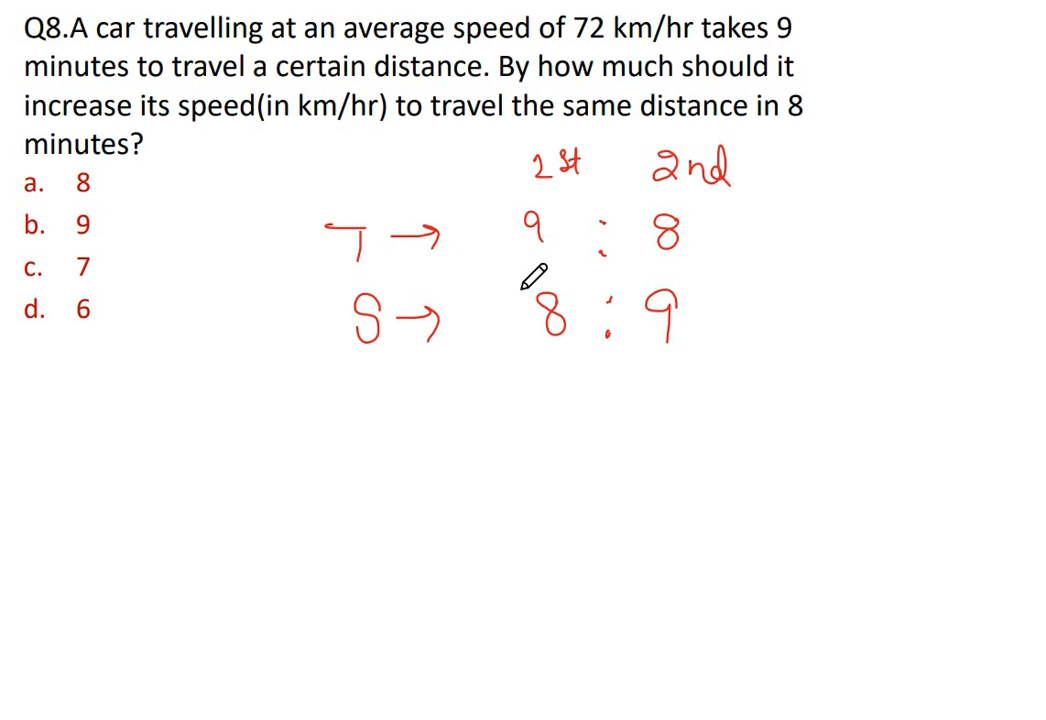 Q8.A car travelling at an average speed of 72 km/hr takes 9
minutes to travel a certain distance. By how much should it
increase its speed(in km/hr) to travel the same distance in 8
minutes?
a. 8
b. 9
c. 7
d. 6
1st 2nd
T → 9 : 8
S → 8 : 9